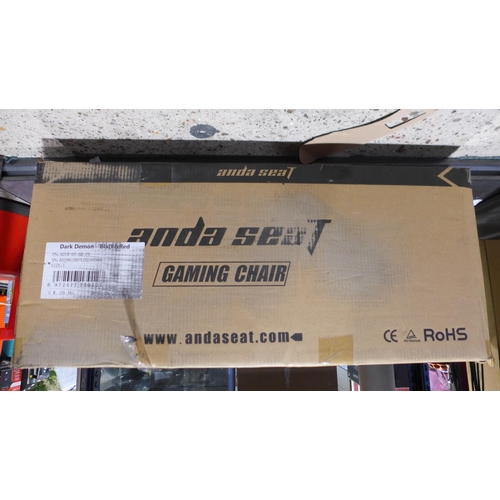 anda seaT
anda seaT
Dark Demon Black/Red
GAMING CHAIR
www.andaseat.com
CE RoHS